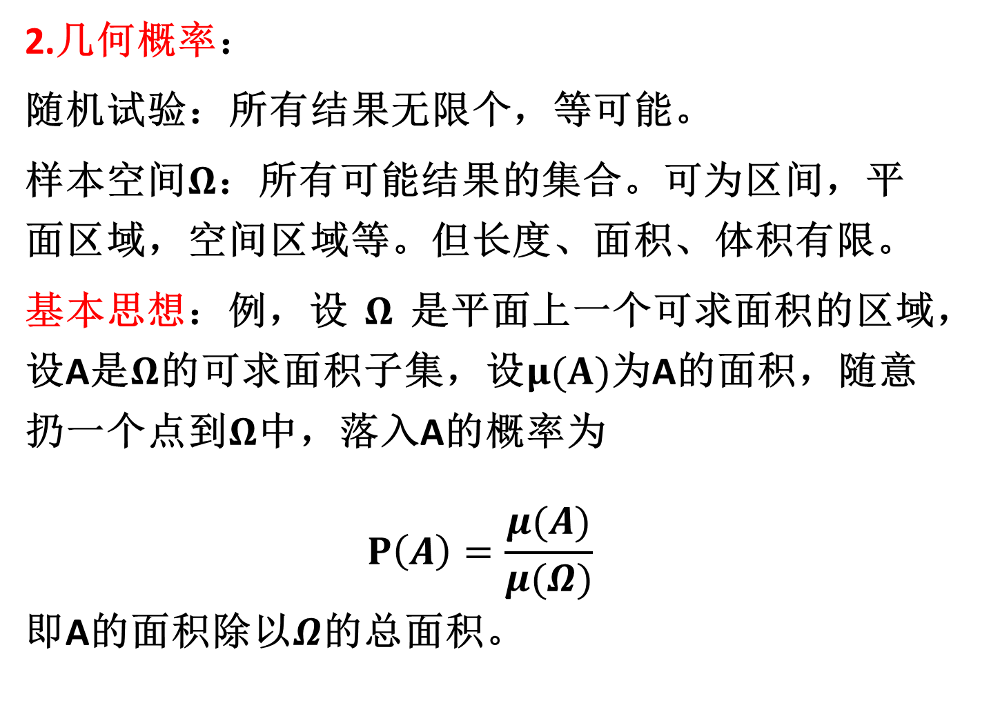 2.几何概率：
随机试验：所有结果无限个，等可能。
样本空间Ω：所有可能结果的集合。可为区间，平
面区域，空间区域等。但长度、面积、体积有限。
基本思想：例，设 Ω 是平面上一个可求面积的区域，
设A是Ω的可求面积子集，设μ(A)为A的面积，随意
扔一个点到Ω中，落入A的概率为
P(A) = μ(A) / μ(Ω)
即A的面积除以Ω的总面积。